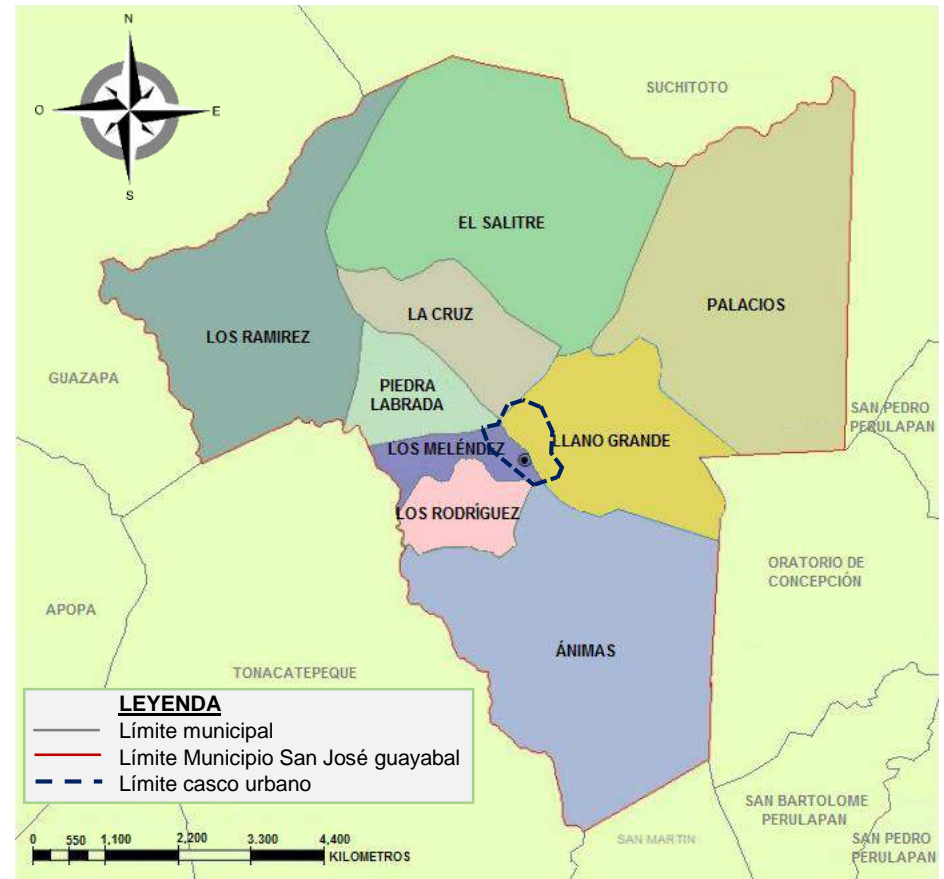 N
O
E
S
SUCHITOTO
EL SALITRE
PALACIOS
LA CRUZ
LOS RAMIREZ
GUAZAPA
PIEDRA
LABRADA
SAN PEDRO
PERULAPAN
LLANO GRANDE
LOS MELÉNDEZ
LOS RODRÍGUEZ
ORATORIO DE
CONCEPCIÓN
APOPA
ÁNIMAS
TONACATEPEQUE
LEYENDA
Límite municipal
Límite Municipio San José guayabal
Límite casco urbano
SAN BARTOLOME
PERULAPAN
SAN MARTIN
SAN PEDRO
PERULAPAN
0 550 1,100 2,200 3.300 4,400
KILOMETROS